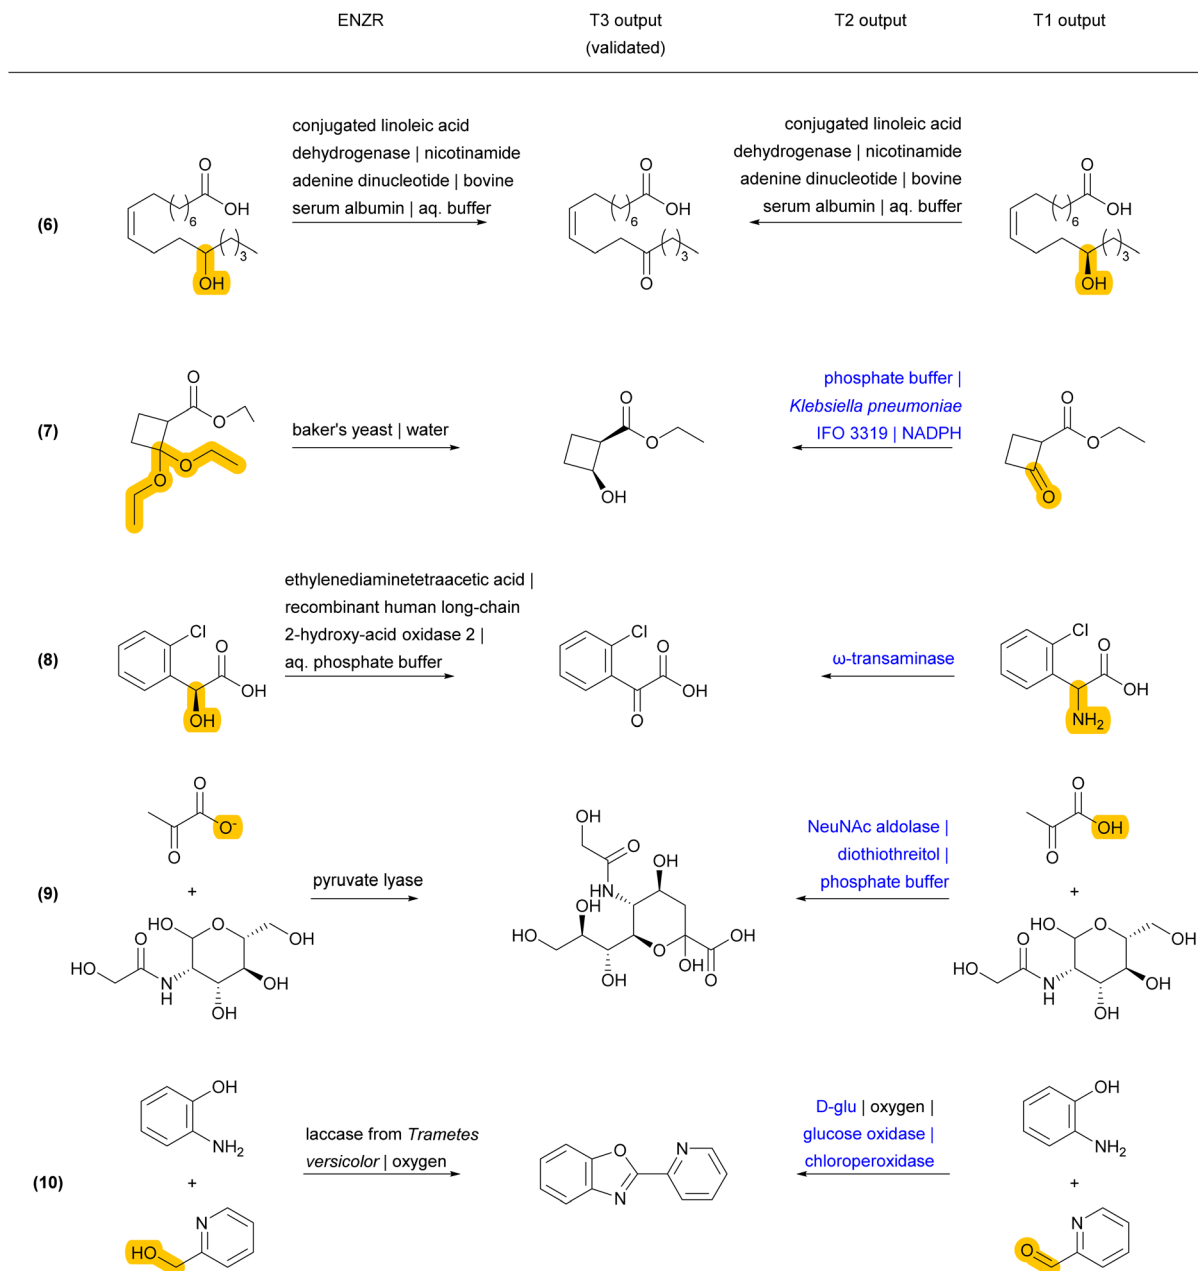 ENZR
T3 output
(validated)
T2 output
T1 output
(6)
O
OH
6
3
OH
conjugated linoleic acid
dehydrogenase | nicotinamide
adenine dinucleotide | bovine
serum albumin | aq. buffer
O
OH
6
3
O
conjugated linoleic acid
dehydrogenase | nicotinamide
adenine dinucleotide | bovine
serum albumin | aq. buffer
O
OH
6
3
OH
(7)
O
O
O
O
baker's yeast | water
O
O
OH
phosphate buffer |
Klebsiella pneumoniae
IFO 3319 | NADPH
O
O
O
(8)
Cl
O
OH
OH
ethylenediaminetetraacetic acid |
recombinant human long-chain
2-hydroxy-acid oxidase 2 |
aq. phosphate buffer
Cl
O
OH
O
ω-transaminase
Cl
O
OH
NH2
(9)
O
O-
O
+
HO
O
OH
O
HO
N
H
OH
OH
pyruvate lyase
OH
O
OH
HN
OH
HO
O
OH
OH
OH
O
NeuNAc aldolase |
diothiothreitol |
phosphate buffer
O
OH
O
+
HO
O
OH
O
HO
N
H
OH
OH
(10)
OH
NH2
+
HO
N
laccase from Trametes
versicolor | oxygen
O
N
N
D-glu | oxygen |
glucose oxidase |
chloroperoxidase
OH
NH2
+
O
N